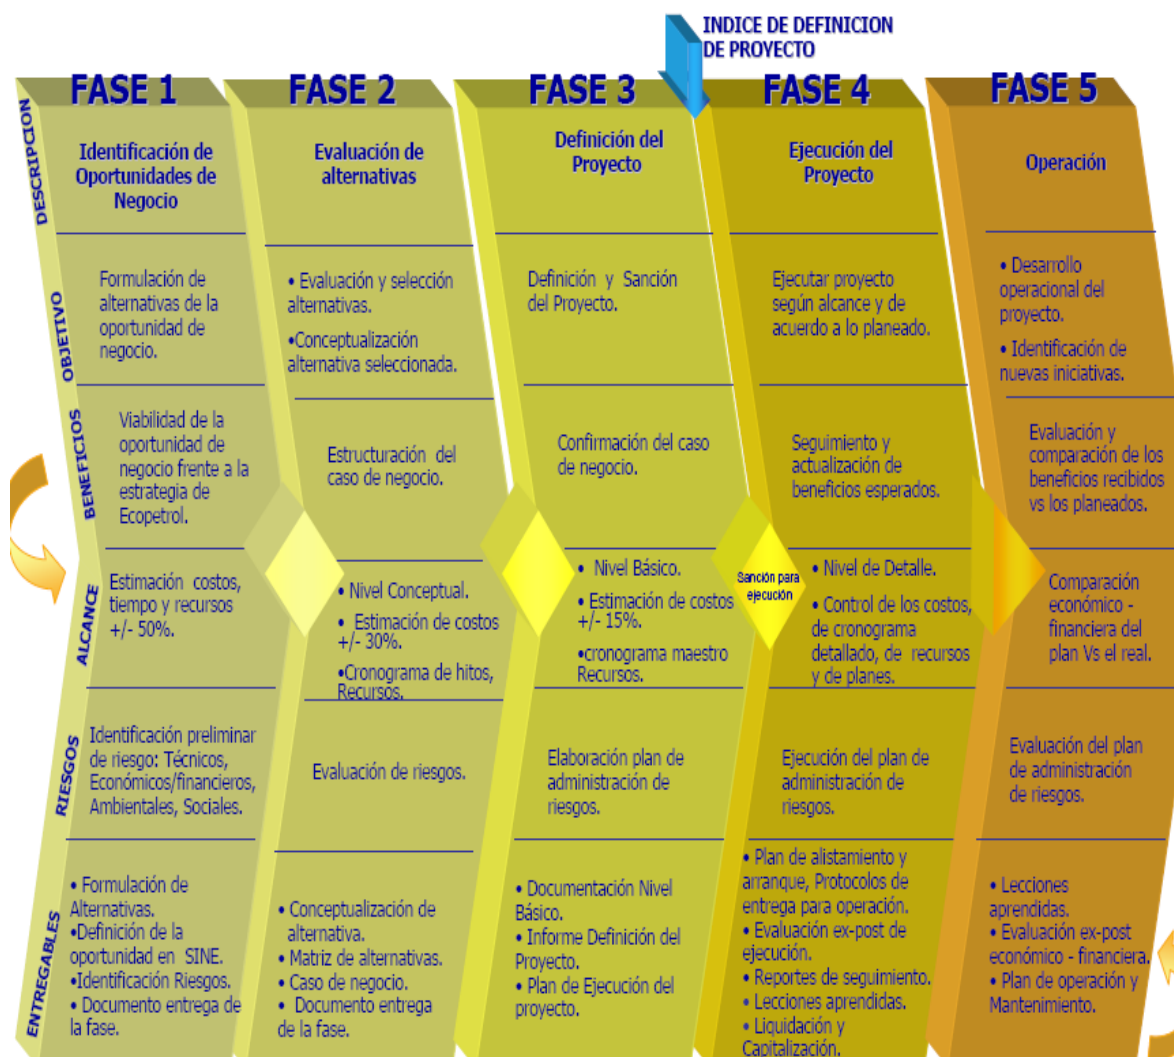 INDICE DE DEFINICION
DE PROYECTO
FASE 1
FASE 2
FASE 3
FASE 4
FASE 5
DESCRIPCION
Identificación de
Oportunidades de
Negocio
Evaluación de
alternativas
Definición del
Proyecto
Ejecución del
Proyecto
Operación
OBJETIVO
Formulación de
alternativas de la
oportunidad de
negocio.
• Evaluación y selección
alternativas.
•Conceptualización
alternativa seleccionada.
Definición y Sanción
del Proyecto.
Ejecutar proyecto
según alcance y de
acuerdo a lo planeado.
• Desarrollo
operacional del
proyecto.
• Identificación de
nuevas iniciativas.
BENEFICIOS
Viabilidad de la
oportunidad de
negocio frente a la
estrategia de
Ecopetrol.
Estructuración del
caso de negocio.
Confirmación del caso
de negocio.
Seguimiento y
actualización de
beneficios esperados.
Evaluación y
comparación de los
beneficios recibidos
vs los planeados.
ALCANCE
Estimación costos,
tiempo y recursos
+/- 50%.
• Nivel Conceptual.
• Estimación de costos
+/- 30%.
•Cronograma de hitos,
Recursos.
• Nivel Básico.
• Estimación de costos
+/- 15%.
•cronograma maestro
Recursos.
Sanción para
ejecución
• Nivel de Detalle.
• Control de los costos,
de cronograma
detallado, de recursos
y de planes.
Comparación
económico -
financiera del
plan Vs el real.
RIESGOS
Identificación preliminar
de riesgo: Técnicos,
Económicos/financieros,
Ambientales, Sociales.
Evaluación de riesgos.
Elaboración plan de
administración de
riesgos.
Ejecución del plan de
administración de
riesgos.
Evaluación del plan
de administración
de riesgos.
ENTREGABLES
• Formulación de
Alternativas.
•Definición de la
oportunidad en SINE.
•Identificación Riesgos.
• Documento entrega de
la fase.
• Conceptualización de
alternativa.
• Matriz de alternativas.
• Caso de negocio.
• Documento entrega
de la fase.
• Documentación Nivel
Básico.
• Informe Definición del
Proyecto.
• Plan de Ejecución del
proyecto.
• Plan de alistamiento y
arranque, Protocolos de
entrega para operación.
• Evaluación ex-post de
ejecución.
• Reportes de seguimiento.
• Lecciones aprendidas.
• Liquidación y
Capitalización.
• Lecciones
aprendidas.
• Evaluación ex-post
económico - financiera.
• Plan de operación y
Mantenimiento.